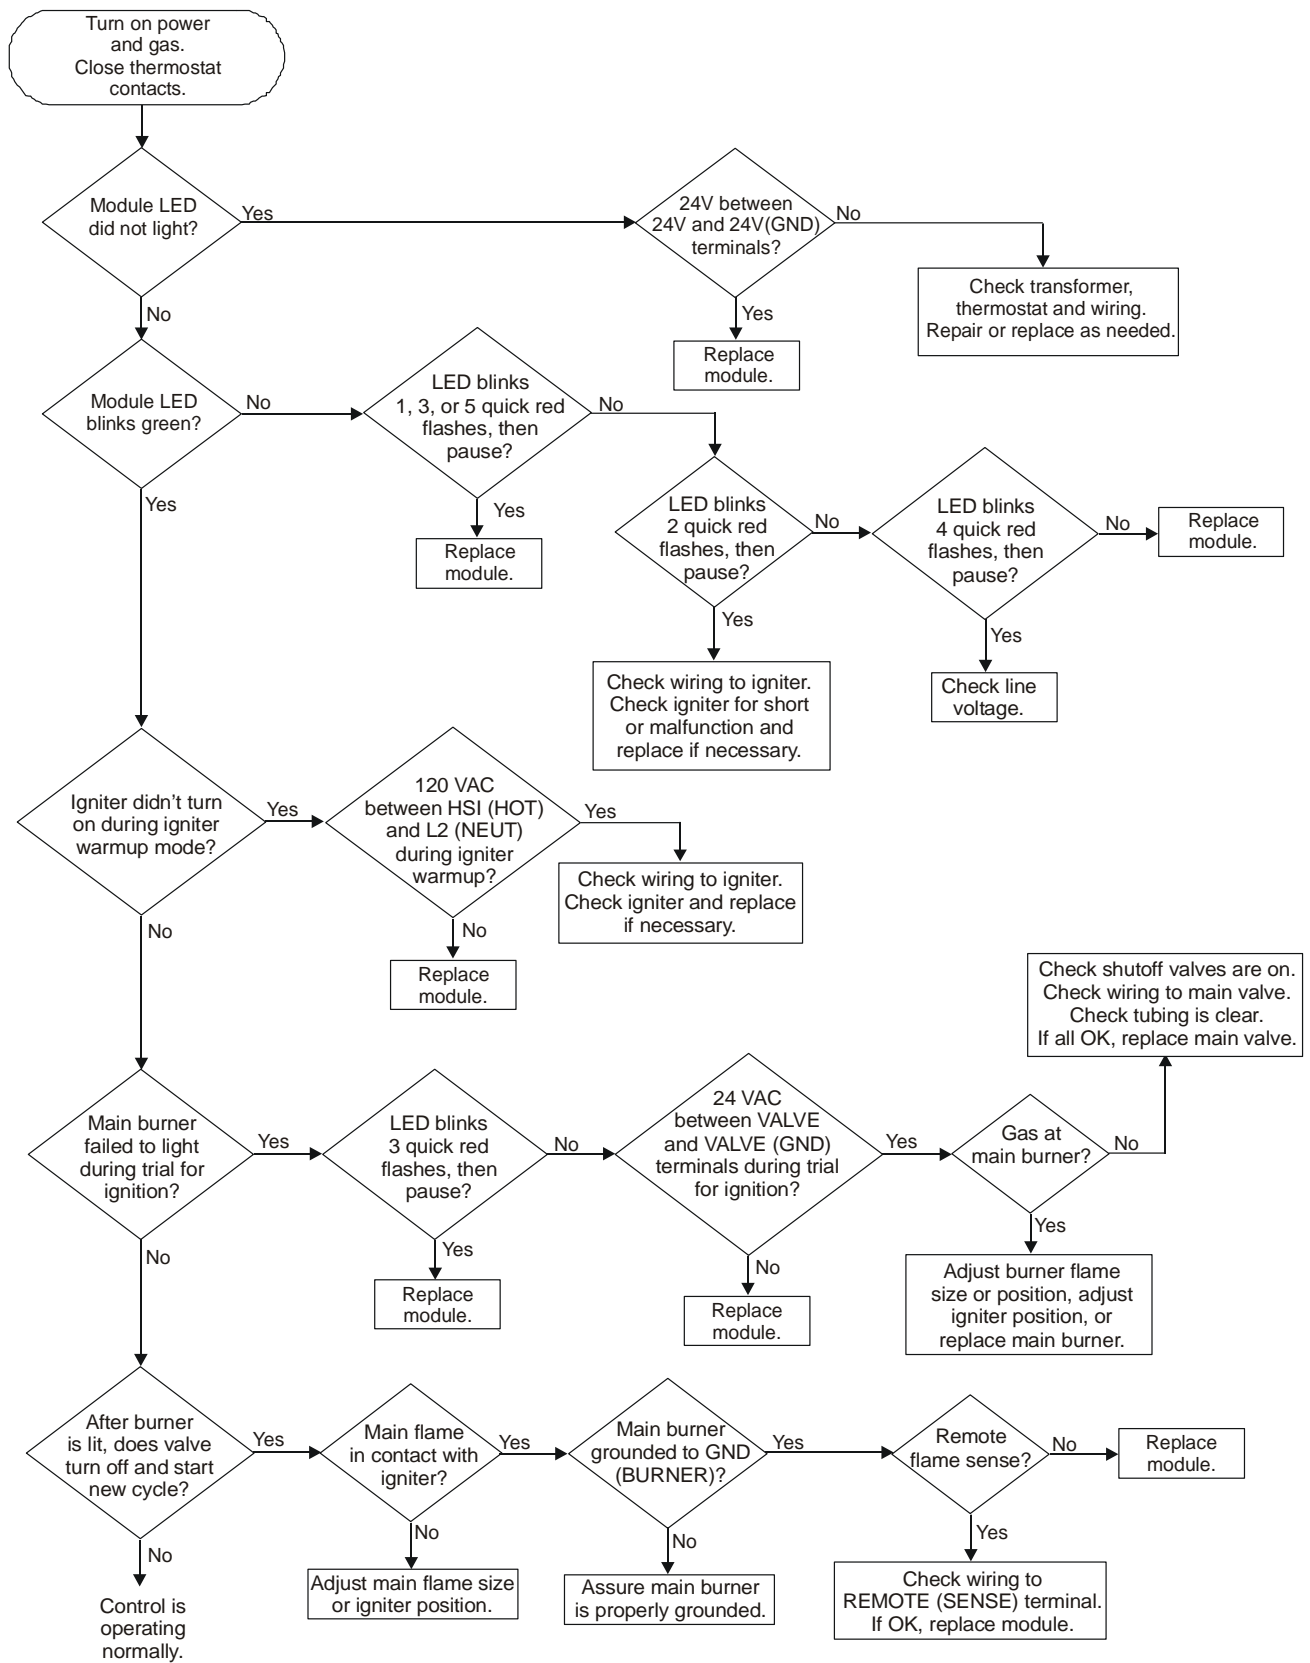 Turn on power
and gas.
Close thermostat
contacts.
Module LED
did not light?
Yes
24V between
24V and 24V(GND)
terminals?
No
Check transformer,
thermostat and wiring.
Repair or replace as needed.
Yes
Replace
module.
No
Module LED
blinks green?
No
LED blinks
1, 3, or 5 quick red
flashes, then
pause?
No
Yes
Replace
module.
LED blinks
2 quick red
flashes, then
pause?
No
LED blinks
4 quick red
flashes, then
pause?
No
Replace
module.
Yes
Check wiring to igniter.
Check igniter for short
or malfunction and
replace if necessary.
Yes
Check line
voltage.
Yes
Igniter didn't turn
on during igniter
warmup mode?
Yes
120 VAC
between HSI (HOT)
and L2 (NEUT)
during igniter
warmup?
Yes
Check wiring to igniter.
Check igniter and replace
if necessary.
No
Replace
module.
No
Main burner
failed to light
during trial for
ignition?
Yes
LED blinks
3 quick red
flashes, then
pause?
No
24 VAC
between VALVE
and VALVE (GND)
terminals during trial
for ignition?
Yes
Gas at
main burner?
No
Check shutoff valves are on.
Check wiring to main valve.
Check tubing is clear.
If all OK, replace main valve.
Yes
Replace
module.
No
Replace
module.
Yes
Adjust burner flame
size or position, adjust
igniter position, or
replace main burner.
No
After burner
is lit, does valve
turn off and start
new cycle?
Yes
Main flame
in contact with
igniter?
Yes
Main burner
grounded to GND
(BURNER)?
Yes
Remote
flame sense?
No
Replace
module.
No
Control is
operating
normally.
No
Adjust main flame size
or igniter position.
No
Assure main burner
is properly grounded.
Yes
Check wiring to
REMOTE (SENSE) terminal.
If OK, replace module.